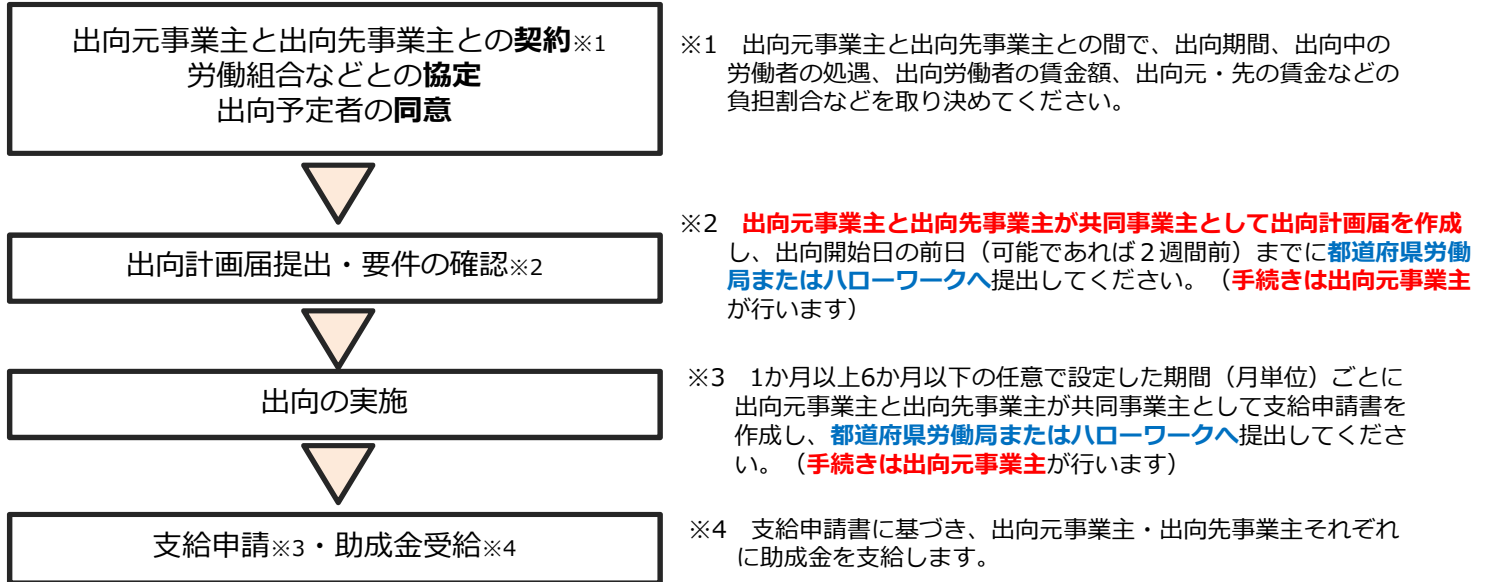 出向元事業主と出向先事業主との契約※1
労働組合などとの協定
出向予定者の同意
※1　出向元事業主と出向先事業主との間で、出向期間、出向中の
労働者の処遇、出向労働者の賃金額、出向元・先の賃金などの
負担割合などを取り決めてください。
出向計画届提出・要件の確認※2
※2　出向元事業主と出向先事業主が共同事業主として出向計画届を作成
し、出向開始日の前日（可能であれば２週間前）までに都道府県労働
局またはハローワークへ提出してください。（手続きは出向元事業主
が行います）
出向の実施
※3　1か月以上6か月以下の任意で設定した期間（月単位）ごとに
出向元事業主と出向先事業主が共同事業主として支給申請書を
作成し、都道府県労働局またはハローワークへ提出してくださ
い。（手続きは出向元事業主が行います）
支給申請※3・助成金受給※4
※4　支給申請書に基づき、出向元事業主・出向先事業主それぞれ
に助成金を支給します。